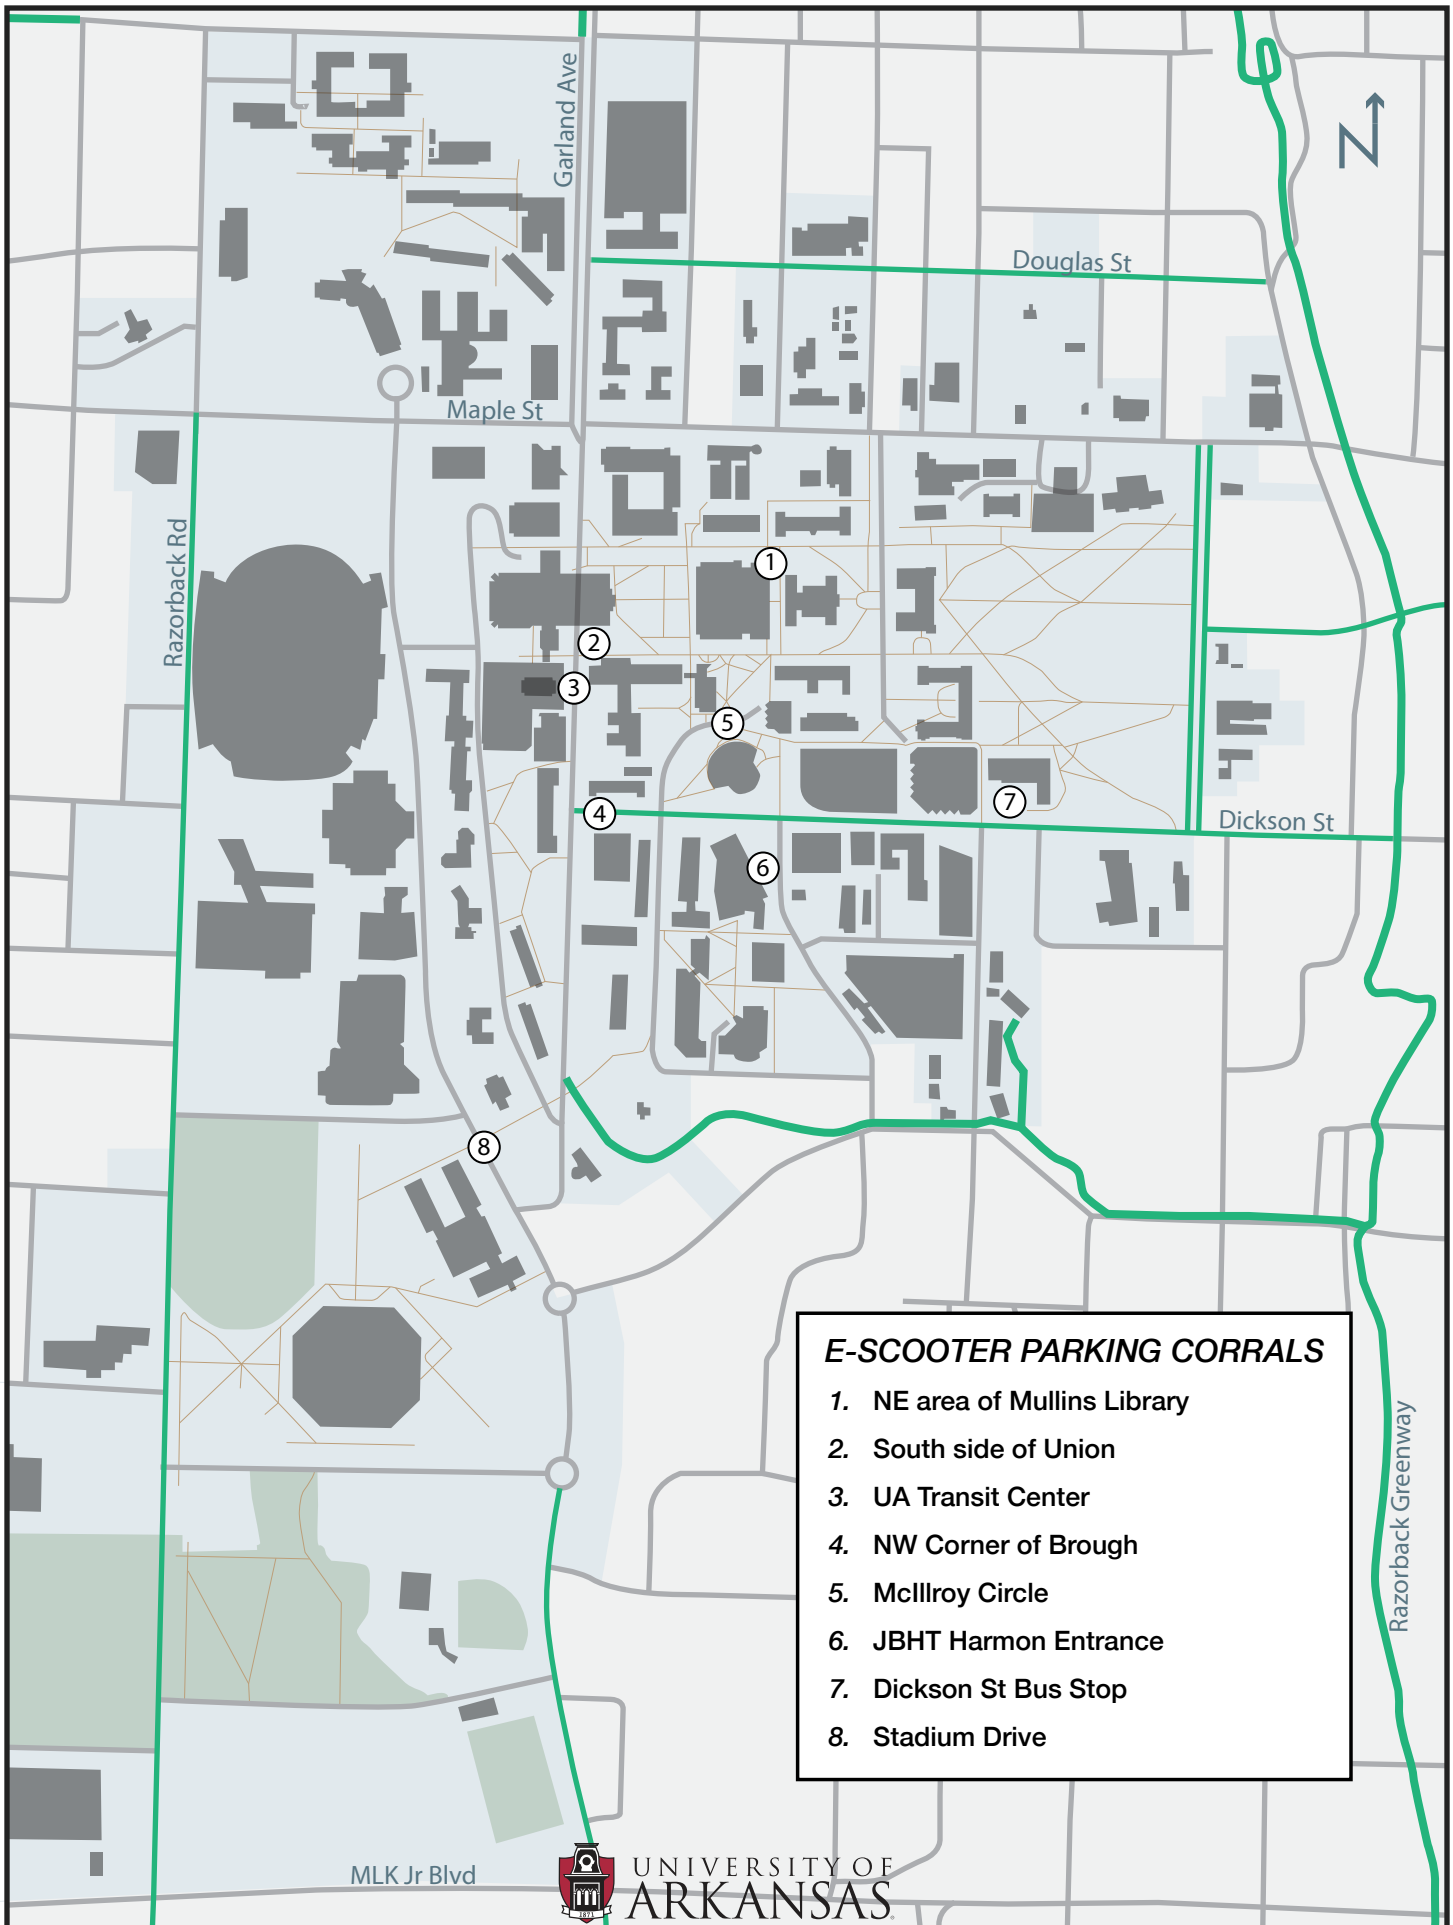 Garland Ave
N
Douglas St
Maple St
Razorback Rd
1
2
3
5
7
4
Dickson St
6
8
E-SCOOTER PARKING CORRALS
1. NE area of Mullins Library
2. South side of Union
3. UA Transit Center
4. NW Corner of Brough
5. McIllroy Circle
6. JBHT Harmon Entrance
7. Dickson St Bus Stop
8. Stadium Drive
Razorback Greenway
MLK Jr Blvd
1871
UNIVERSITY OF
ARKANSAS